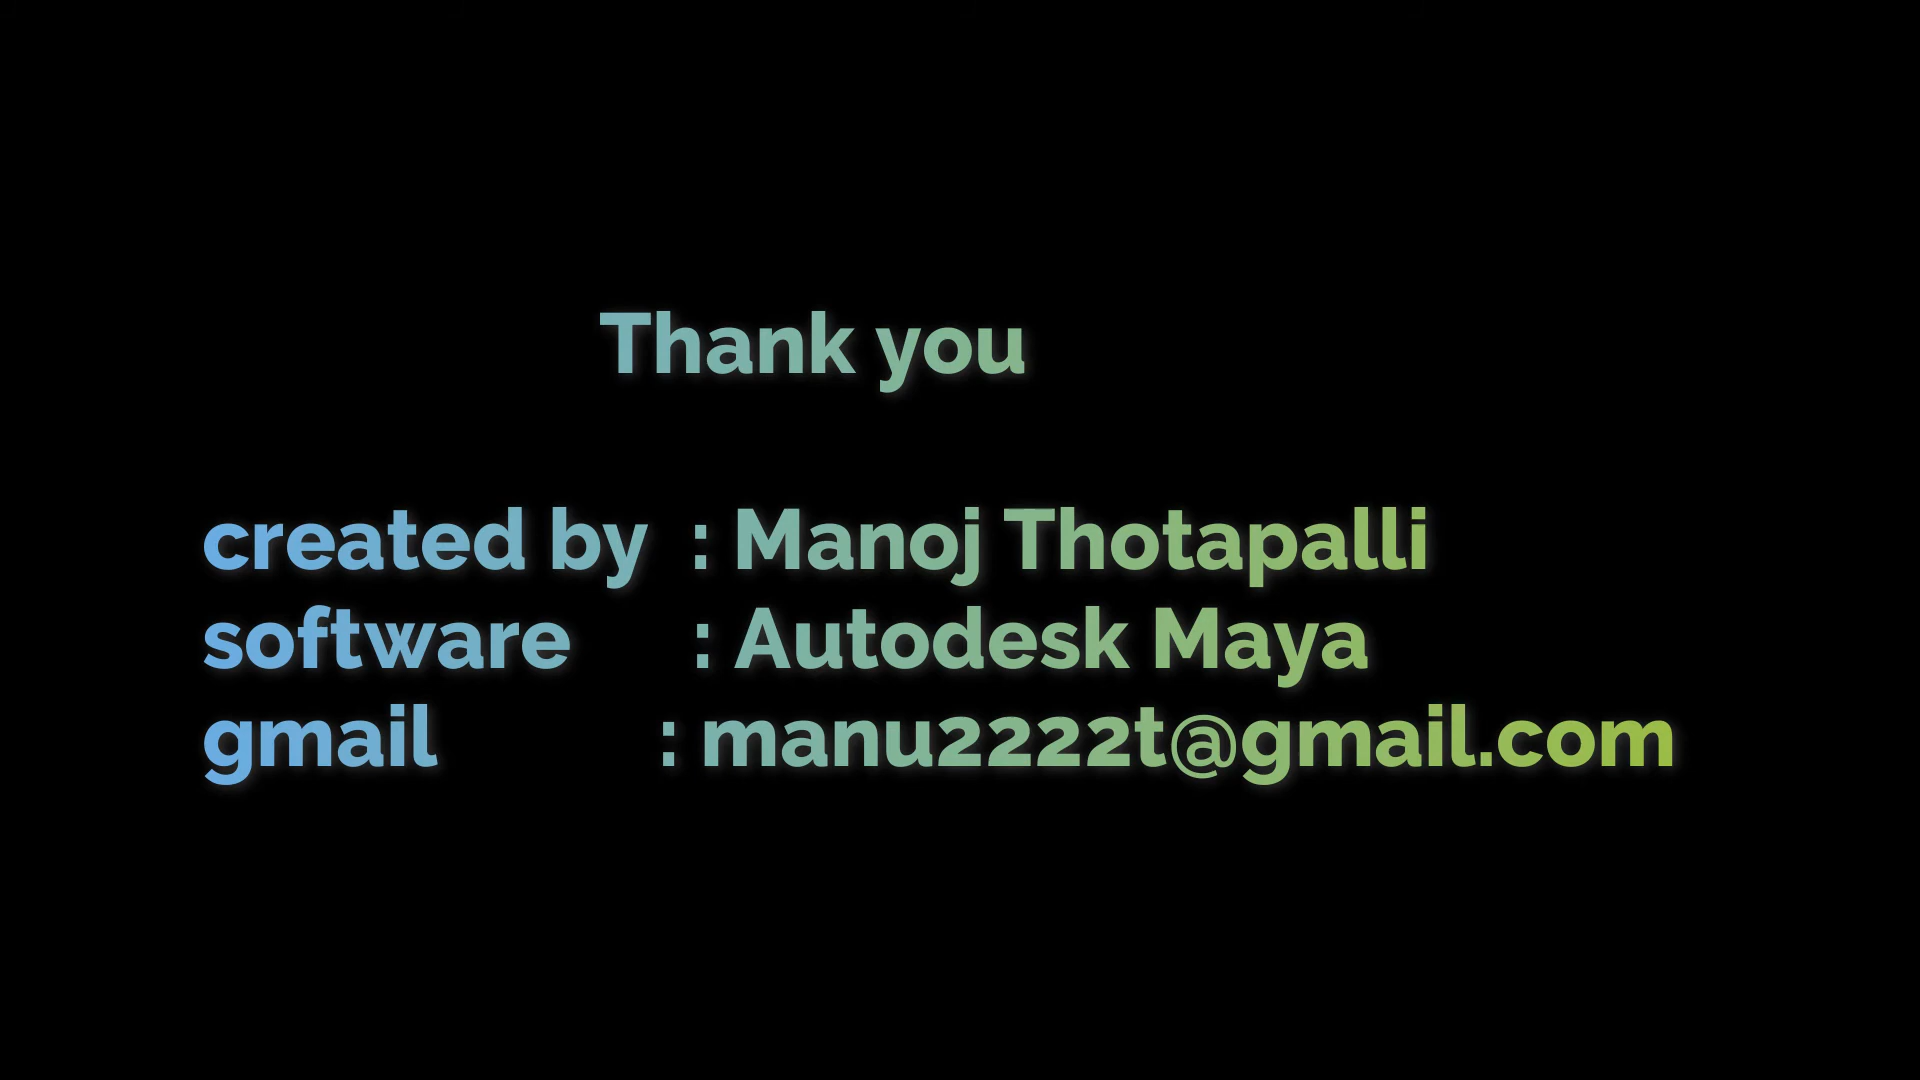 Thank you
created by : Manoj Thotapalli
software : Autodesk Maya
gmail : manu2222t@gmail.com